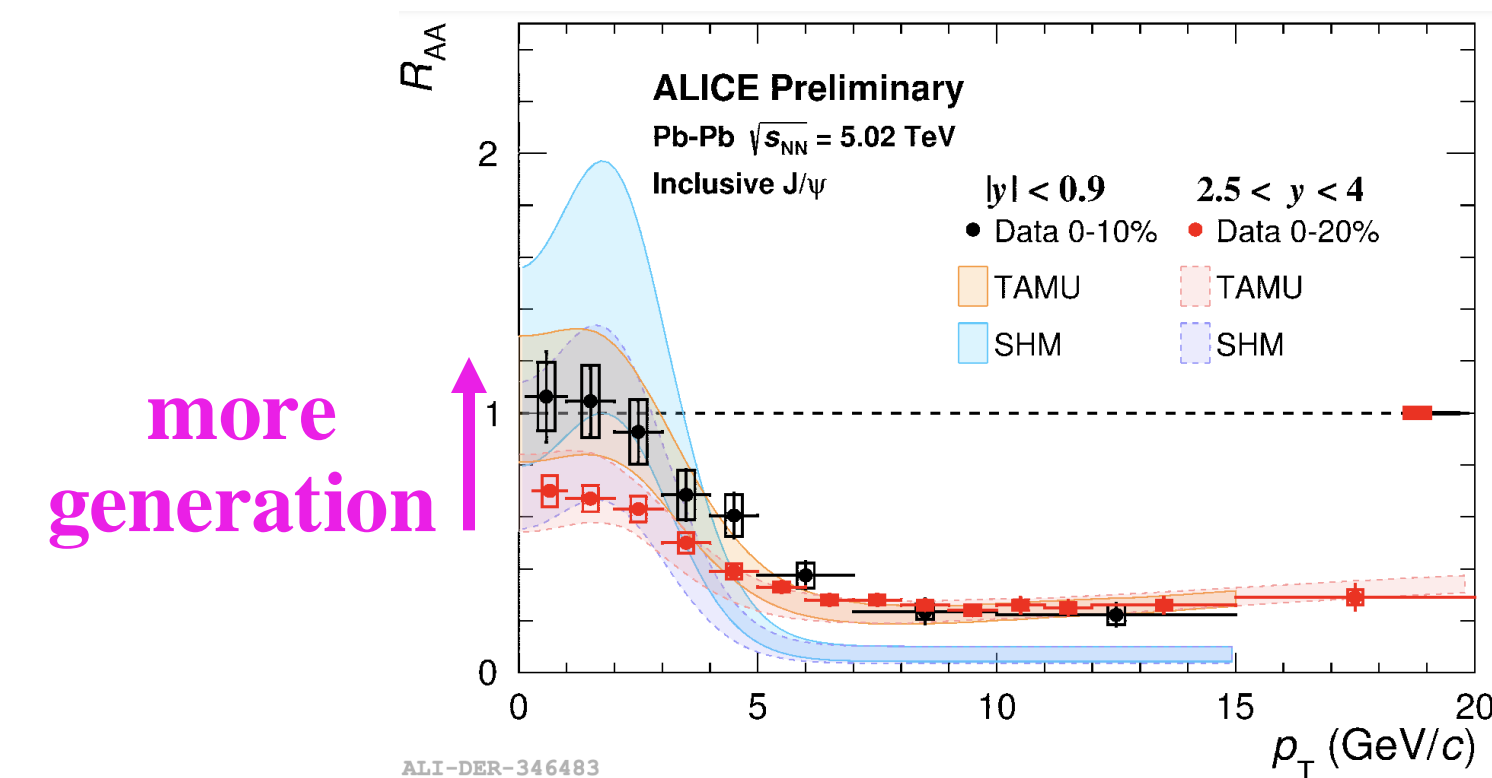 R_AA
ALICE Preliminary
Pb-Pb √s_NN = 5.02 TeV
Inclusive J/ψ
|y| < 0.9 2.5 < y < 4
Data 0-10% Data 0-20%
TAMU TAMU
SHM SHM
2
1
0
more
generation
0 5 10 15 20
p_T (GeV/c)
ALI-DER-346483